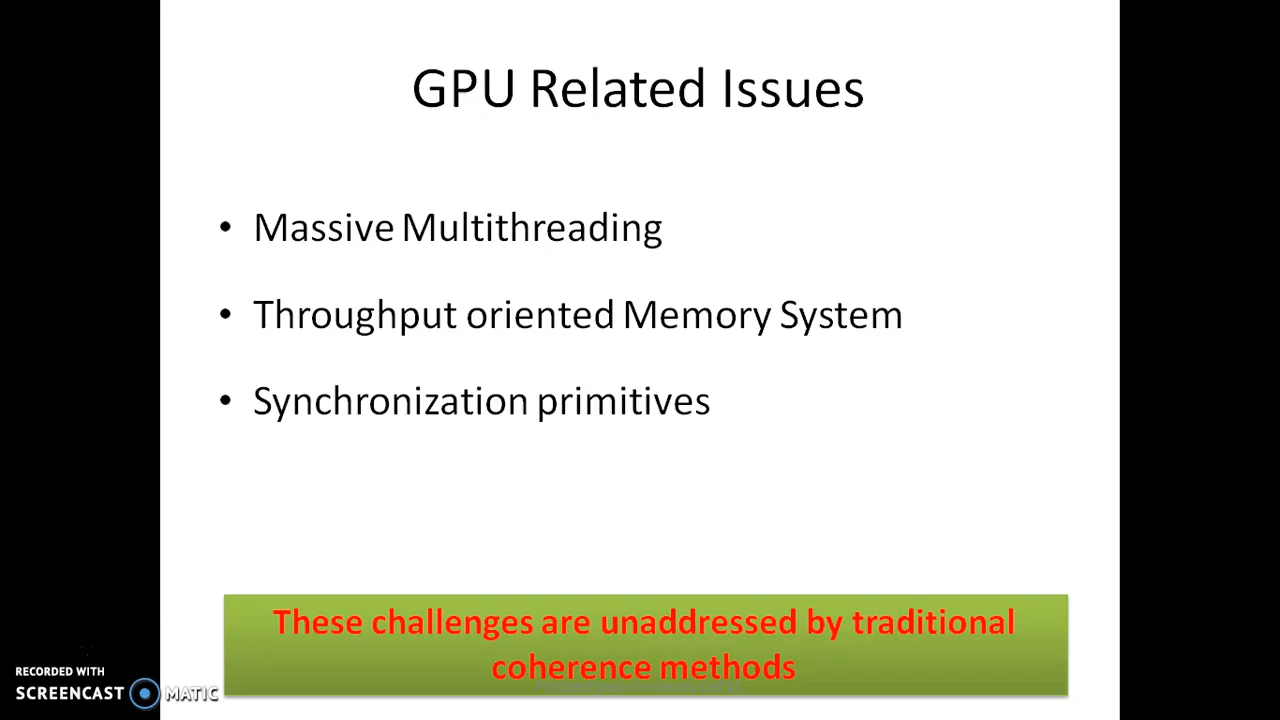 GPU Related Issues
• Massive Multithreading
• Throughput oriented Memory System
• Synchronization primitives
These challenges are unaddressed by traditional
coherence methods
RECORDED WITH
SCREENCAST MATIC